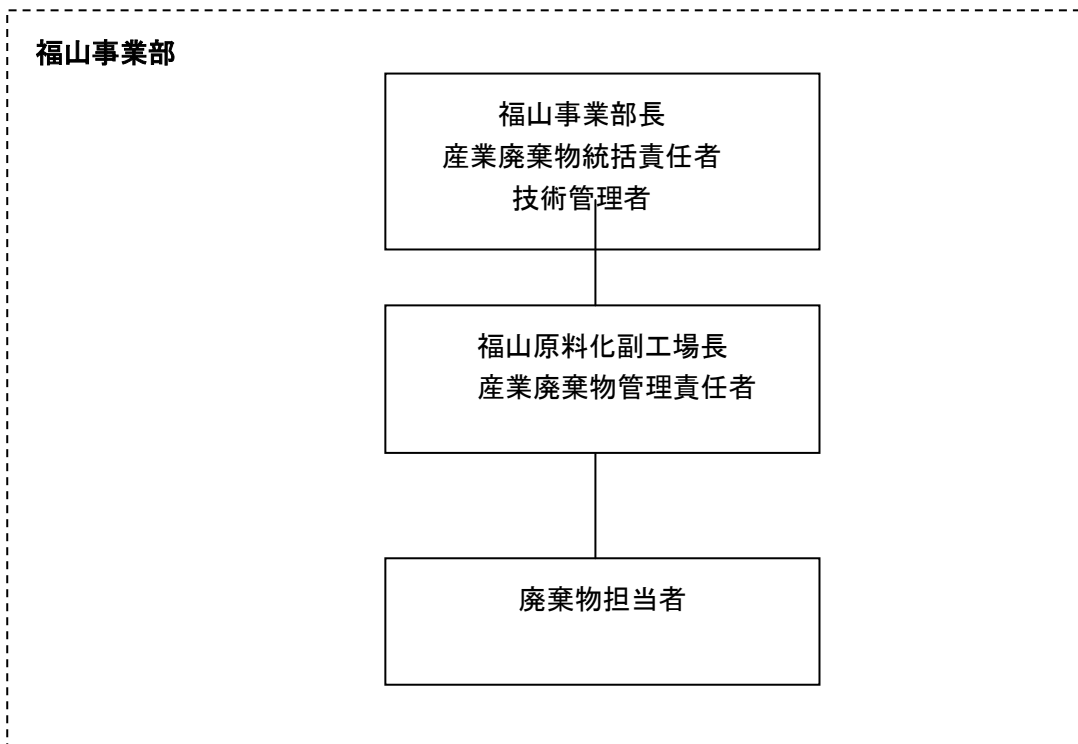 福山事業部
福山事業部長
産業廃棄物統括責任者
技術管理者
福山原料化副工場長
産業廃棄物管理責任者
廃棄物担当者